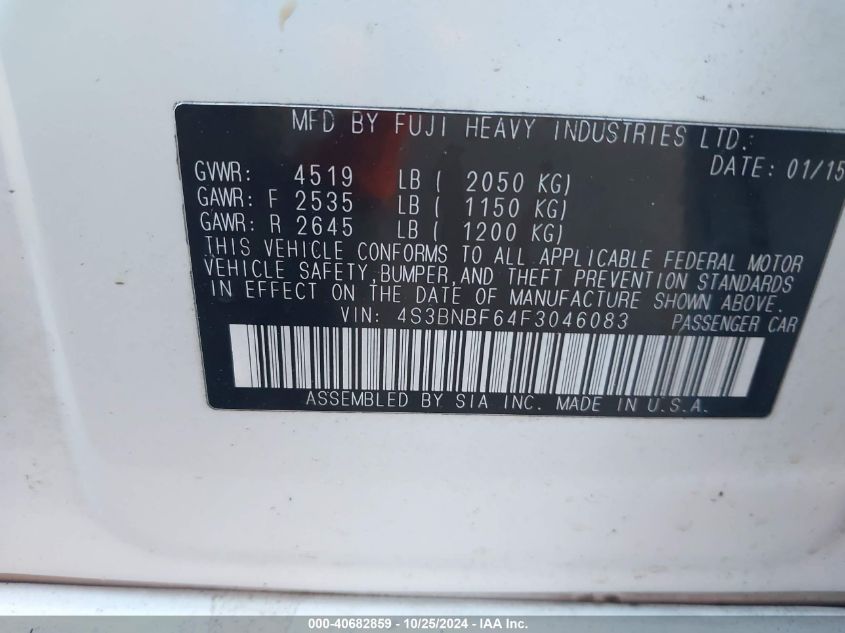 MFD BY FUJI HEAVY INDUSTRIES LTD.
DATE: 01/15
GVWR: 4519 LB ( 2050 KG)
GAWR: F 2535 LB ( 1150 KG)
GAWR: R 2645 LB ( 1200 KG)
THIS VEHICLE CONFORMS TO ALL APPLICABLE FEDERAL MOTOR
VEHICLE SAFETY, BUMPER, AND THEFT PREVENTION STANDARDS
IN EFFECT ON THE DATE OF MANUFACTURE SHOWN ABOVE.
VIN: 4S3BNBF64F3046083 PASSENGER CAR
ASSEMBLED BY SIA INC. MADE IN U.S.A.
000-40682859 - 10/25/2024 - IAA Inc.